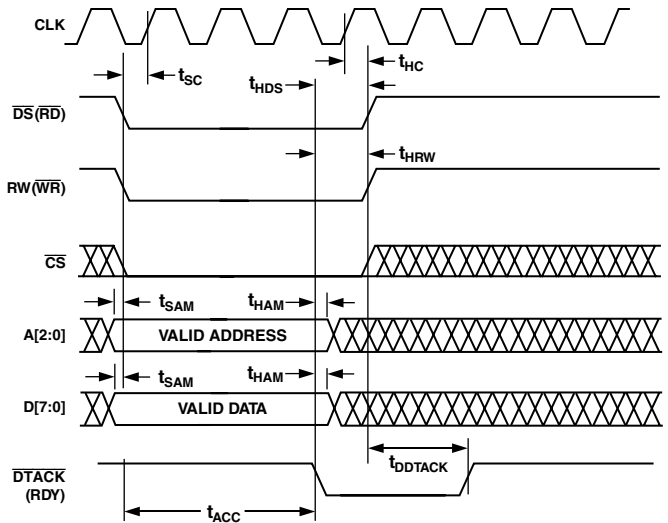 CLK
tSC
tHC
tHDS
DS(RD)
tHRW
RW(WR)
CS
tSAM
tHAM
A[2:0]
VALID ADDRESS
tSAM
tHAM
D[7:0]
VALID DATA
tDDTACK
DTACK
(RDY)
tACC